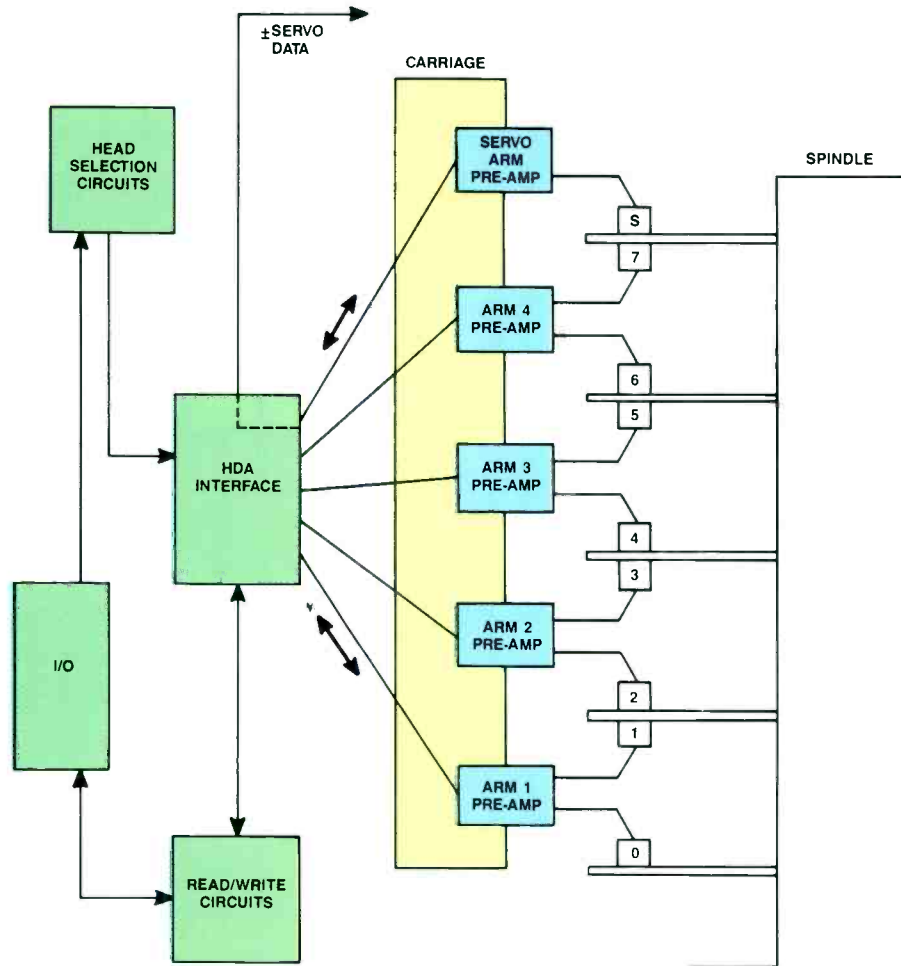 ±SERVO
DATA
CARRIAGE
HEAD
SELECTION
CIRCUITS
SERVO
ARM
PRE-AMP
SPINDLE
S
7
ARM 4
PRE-AMP
6
5
HDA
INTERFACE
ARM 3
PRE-AMP
4
3
I/O
ARM 2
PRE-AMP
2
1
ARM 1
PRE-AMP
0
READ/WRITE
CIRCUITS